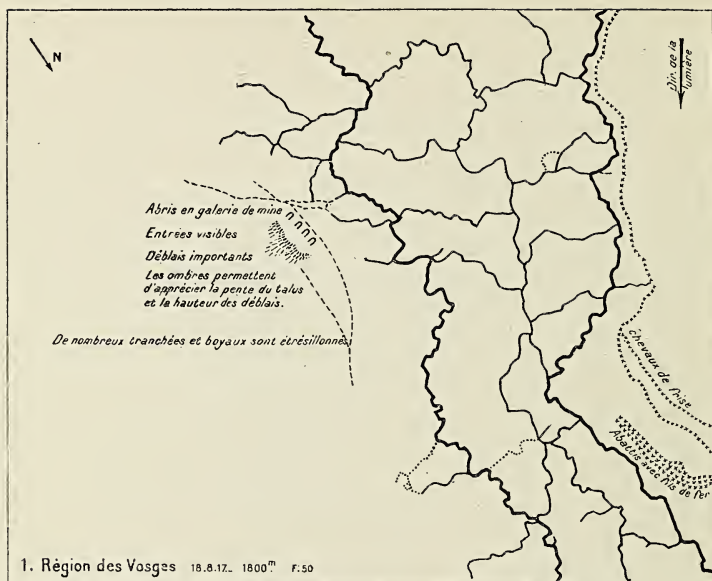 N
Dir. de la
lumière
Abris en galerie de mine
Entrées visibles
Déblais importants
Les ombres permettent
d'apprécier la pente du talus
et la hauteur des déblais.
De nombreux tranchées et boyaux sont étrésillonnés
chevaux de frise
Abattis avec fils de fer
1. Région des Vosges 18.8.17._ 1800.m F:50